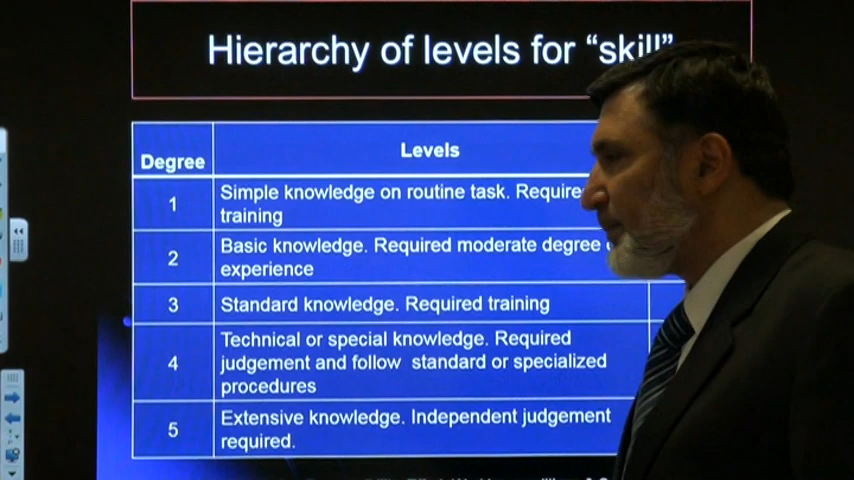 Hierarchy of levels for “skill”
Degree
Levels
1
Simple knowledge on routine task.
training
2
Basic knowledge. Required moderate degree
experience
3
Standard knowledge. Required training
4
Technical or special knowledge. Required
judgement and follow standard or specialized
procedures
5
Extensive knowledge. Independent judgement
required.